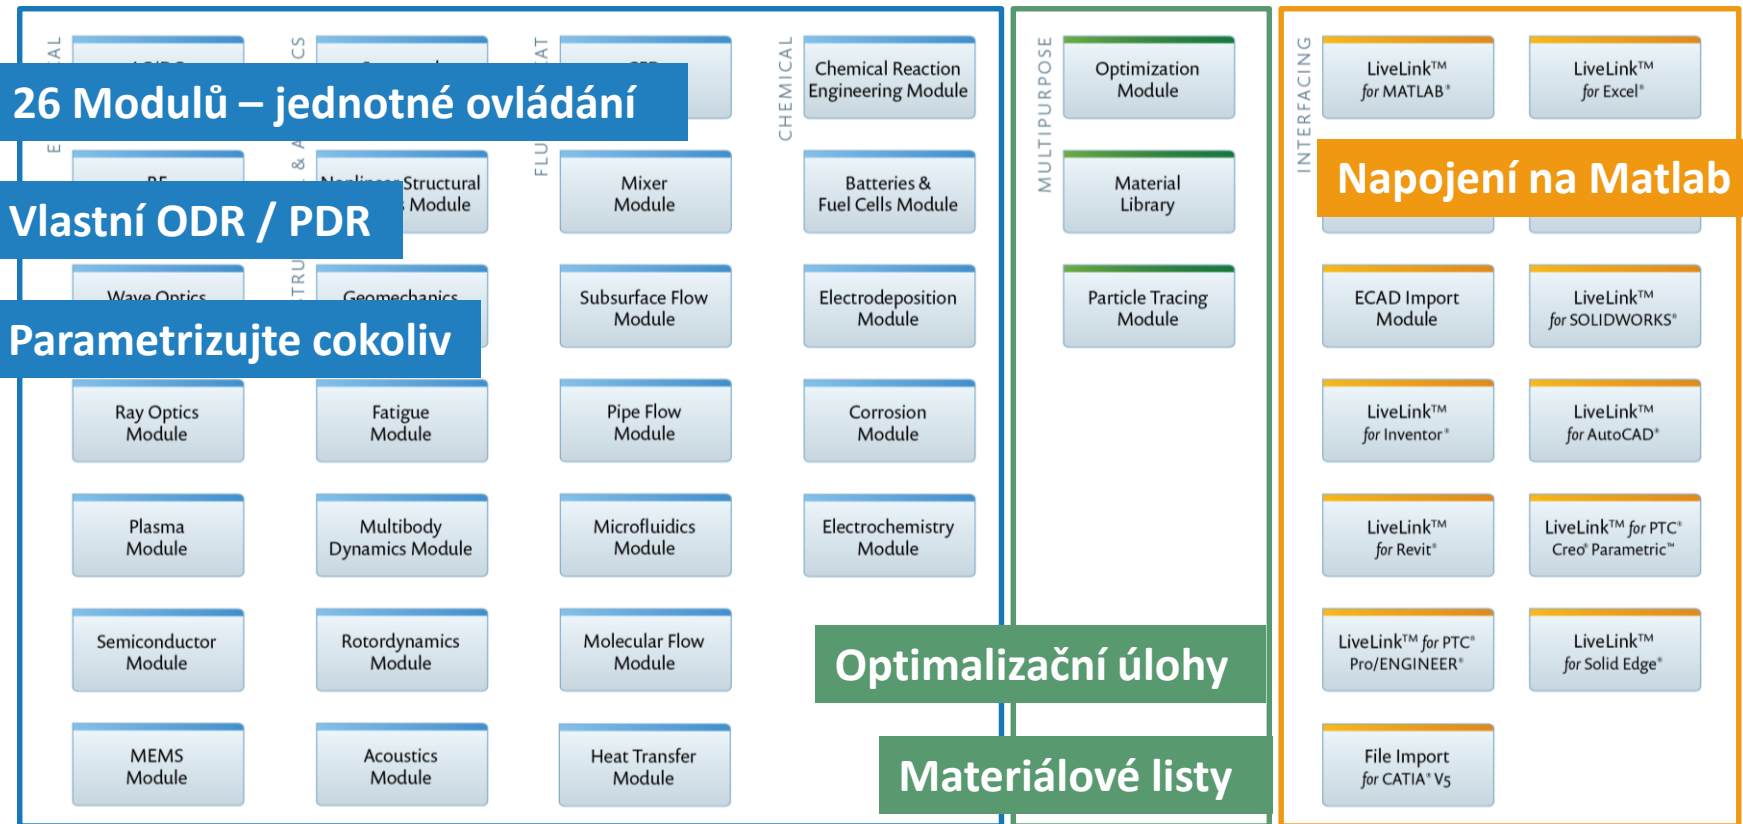 CHEMICAL
MULTIPURPOSE
INTERFACING
26 Modulů – jednotné ovládání
Vlastní ODR / PDR
Parametrizujte cokoliv
Ray Optics
Module
Plasma
Module
Semiconductor
Module
MEMS
Module
Structural
Module
Geomechanics
Fatigue
Module
Multibody
Dynamics Module
Rotordynamics
Module
Acoustics
Module
Mixer
Module
Subsurface Flow
Module
Pipe Flow
Module
Microfluidics
Module
Molecular Flow
Module
Heat Transfer
Module
Chemical Reaction
Engineering Module
Batteries &
Fuel Cells Module
Electrodeposition
Module
Corrosion
Module
Electrochemistry
Module
Optimization
Module
Material
Library
Particle Tracing
Module
Optimalizační úlohy
Materiálové listy
LiveLink™
for MATLAB®
LiveLink™
for Excel®
Napojení na Matlab
ECAD Import
Module
LiveLink™
for SOLIDWORKS®
LiveLink™
for Inventor®
LiveLink™
for AutoCAD®
LiveLink™
for Revit®
LiveLink™ for PTC®
Creo® Parametric™
LiveLink™ for PTC®
Pro/ENGINEER®
LiveLink™
for Solid Edge®
File Import
for CATIA® V5